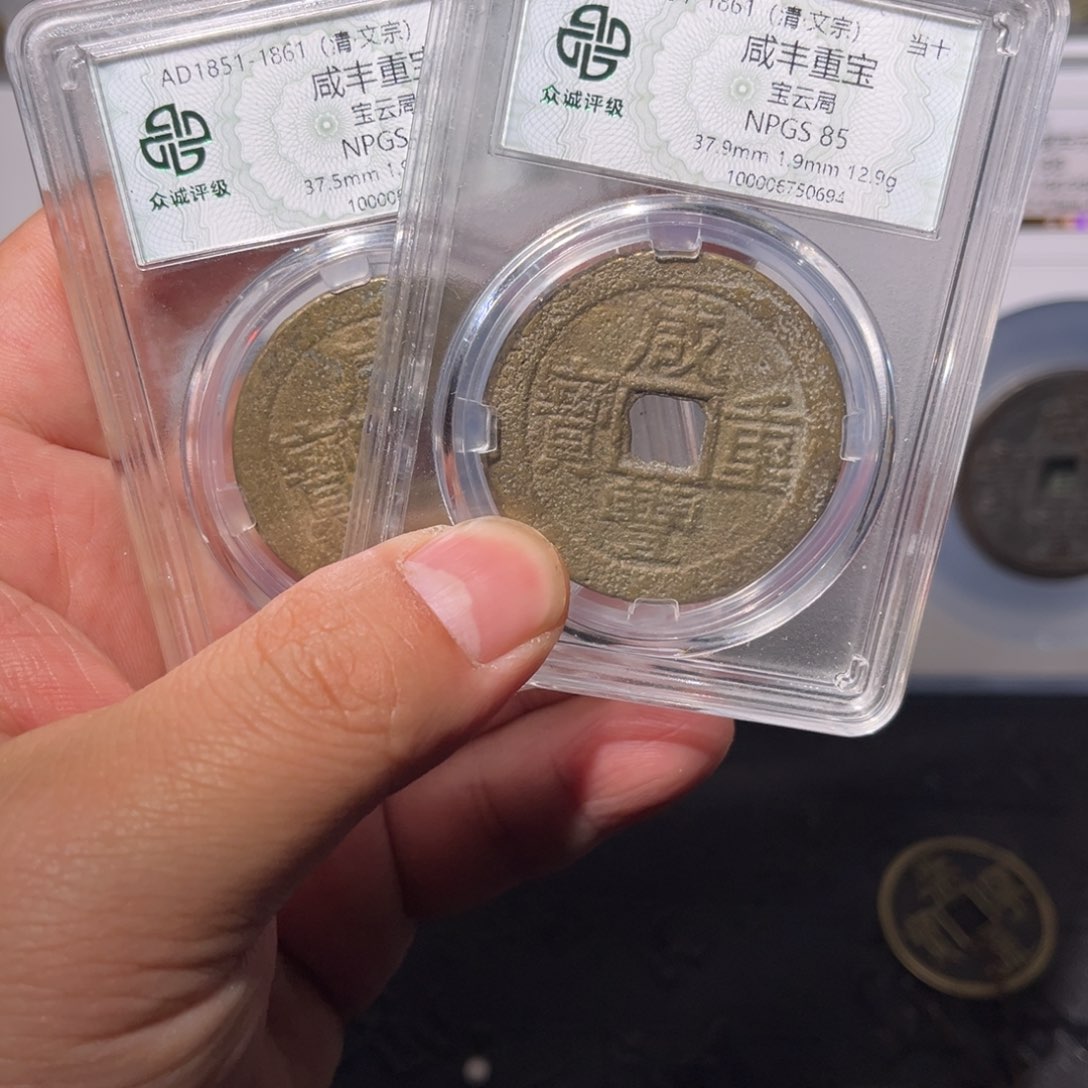 AD1851-1861 (清·文宗)
咸丰重宝
宝云局
NPGS
37.5mm
众诚评级
1861 (清·文宗)
当十
咸丰重宝
宝云局
NPGS 85
37.9mm 1.9mm 12.9g
100006750694
众诚评级
咸
豐
重
寶